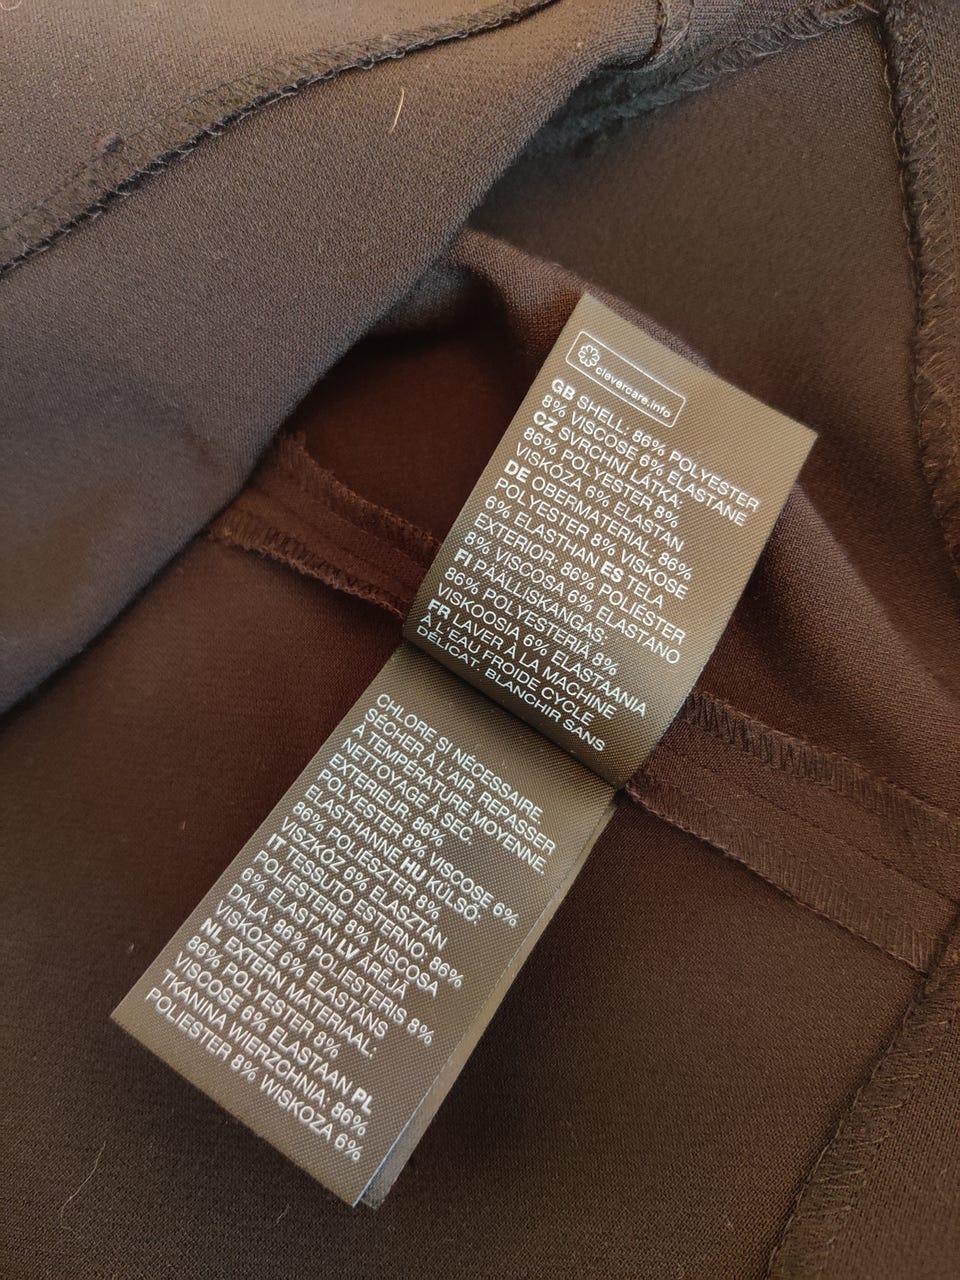 clevercare.info
GB SHELL: 86% POLYESTER
8% VISCOSE 6% ELASTANE
CZ SVRCHNÍ LÁTKA:
86% POLYESTER 8%
VISKÓZA 6% ELASTAN
DE OBERMATERIAL: 86%
POLYESTER 8% VISKOSE
6% ELASTHAN ES TELA
EXTERIOR: 86% POLIÉSTER
8% VISCOSA 6% ELASTANO
FI PÄÄLLISKANGAS:
86% POLYESTERIA 8%
VISKOOSIA 6% ELASTAANIA
FR LAVER À LA MACHINE
À L'EAU FROIDE CYCLE
DÉLICAT, BLANCHIR SANS
CHLORE SI NÉCESSAIRE,
SÉCHER À L'AIR, REPASSER
À TEMPÉRATURE MOYENNE.
NETTOYAGE À SEC.
EXTERIEUR: 86%
POLYESTER 8% VISCOSE 6%
ELASTHANNE HU KÜLSŐ:
86% POLIÉSZTER 8%
VISZKÓZ 6% ELASZTÁN
IT TESSUTO ESTERNO: 86%
POLIESTERE 8% VISCOSA
6% ELASTAN LV ĀRĒJĀ
DAĻA: 86% POLIESTERIS 8%
VISKOZE 6% ELASTĀNS
NL EXTERN MATERIAAL:
86% POLYESTER 8%
VISCOSE 6% ELASTAAN PL
TKANINA WIERZCHNIA: 86%
POLIESTER 8% WISKOZA 6%